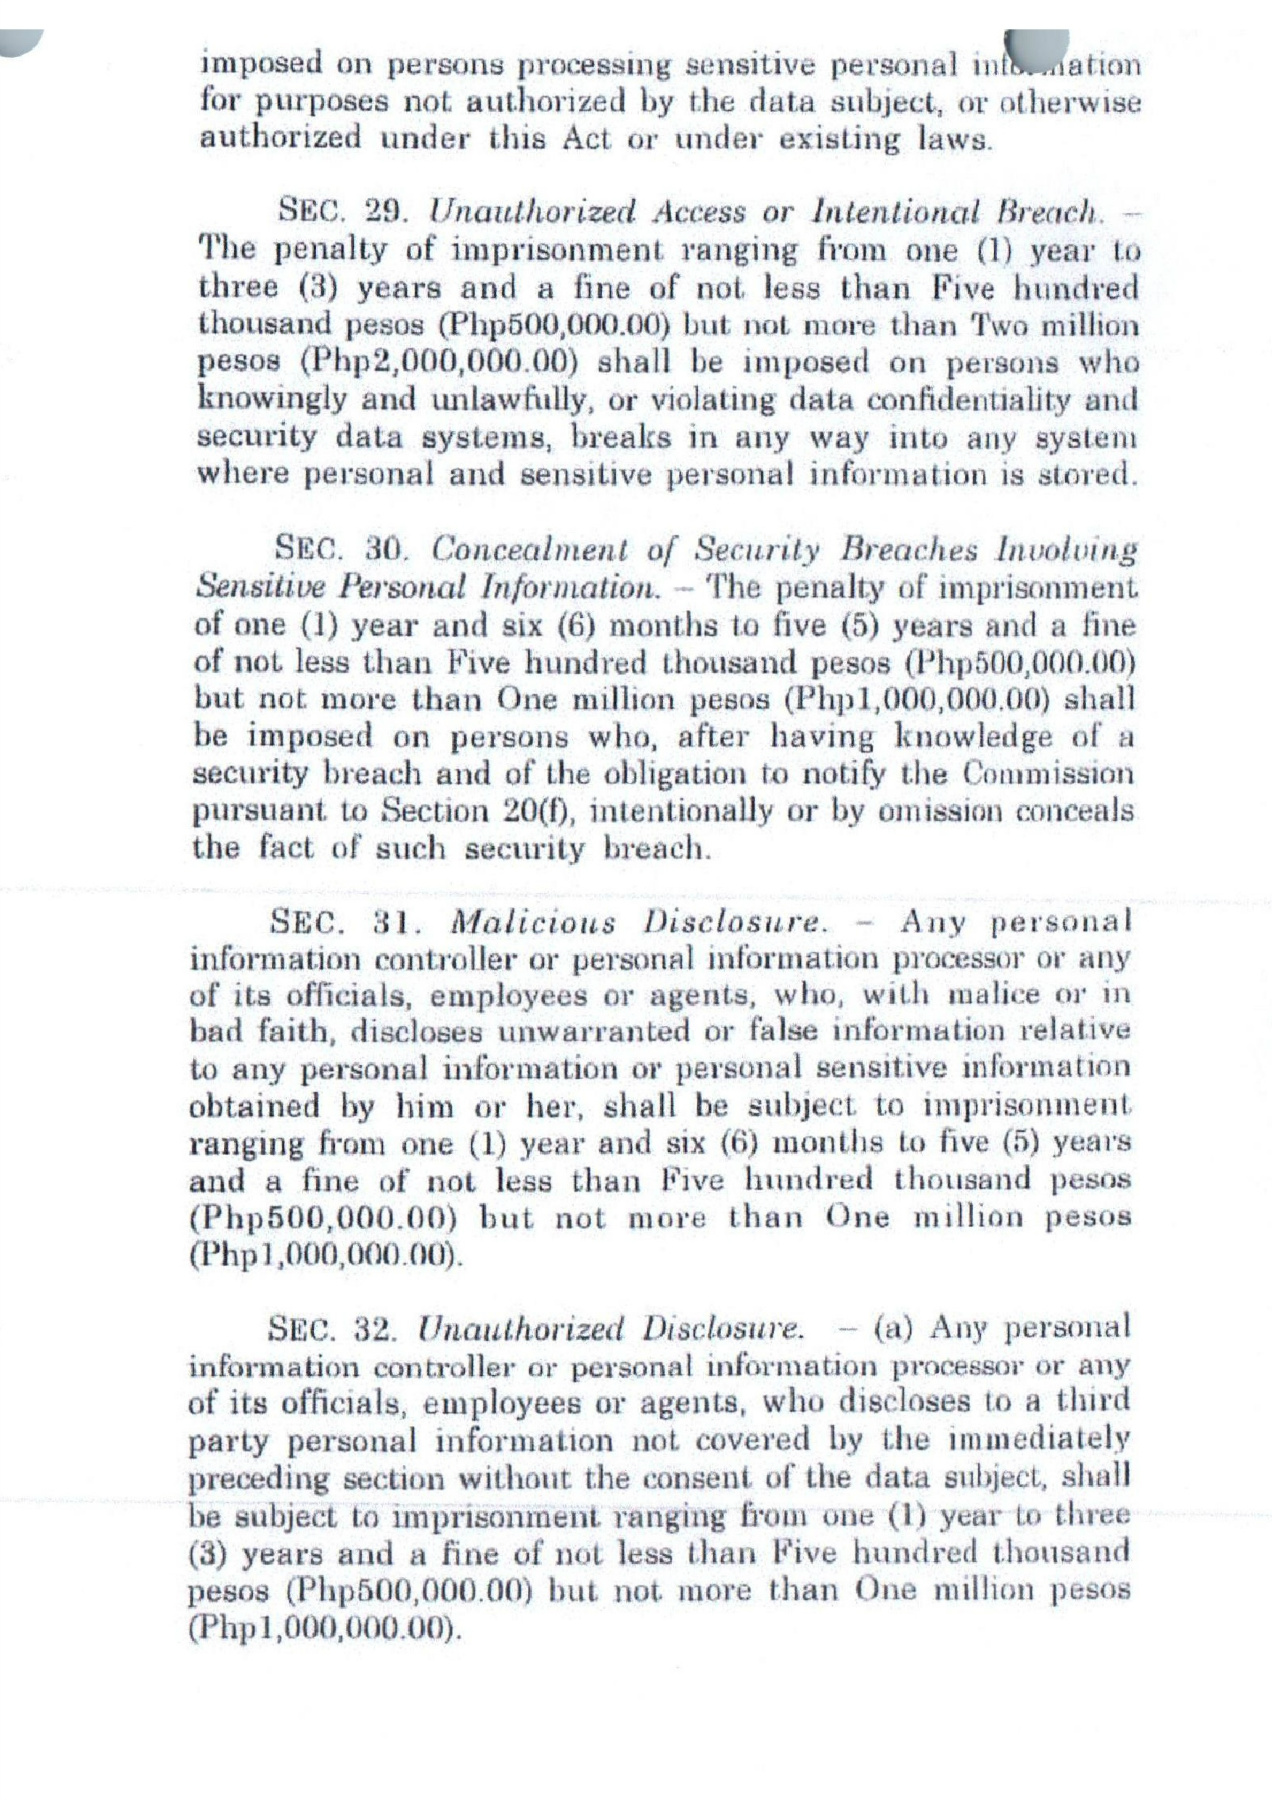 imposed on persons processing sensitive personal information
for purposes not authorized by the data subject, or otherwise
authorized under this Act or under existing laws.
SEC. 29. Unauthorized Access or Intentional Breach. –
The penalty of imprisonment ranging from one (1) year to
three (3) years and a fine of not less than Five hundred
thousand pesos (Php500,000.00) but not more than Two million
pesos (Php2,000,000.00) shall be imposed on persons who
knowingly and unlawfully, or violating data confidentiality and
security data systems, breaks in any way into any system
where personal and sensitive personal information is stored.
SEC. 30. Concealment of Security Breaches Involving
Sensitive Personal Information. – The penalty of imprisonment
of one (1) year and six (6) months to five (5) years and a fine
of not less than Five hundred thousand pesos (Php500,000.00)
but not more than One million pesos (Php1,000,000.00) shall
be imposed on persons who, after having knowledge of a
security breach and of the obligation to notify the Commission
pursuant to Section 20(f), intentionally or by omission conceals
the fact of such security breach.
SEC. 31. Malicious Disclosure. – Any personal
information controller or personal information processor or any
of its officials, employees or agents, who, with malice or in
bad faith, discloses unwarranted or false information relative
to any personal information or personal sensitive information
obtained by him or her, shall be subject to imprisonment
ranging from one (1) year and six (6) months to five (5) years
and a fine of not less than Five hundred thousand pesos
(Php500,000.00) but not more than One million pesos
(Php1,000,000.00).
SEC. 32. Unauthorized Disclosure. – (a) Any personal
information controller or personal information processor or any
of its officials, employees or agents, who discloses to a third
party personal information not covered by the immediately
preceding section without the consent of the data subject, shall
be subject to imprisonment ranging from one (1) year to three
(3) years and a fine of not less than Five hundred thousand
pesos (Php500,000.00) but not more than One million pesos
(Php1,000,000.00).